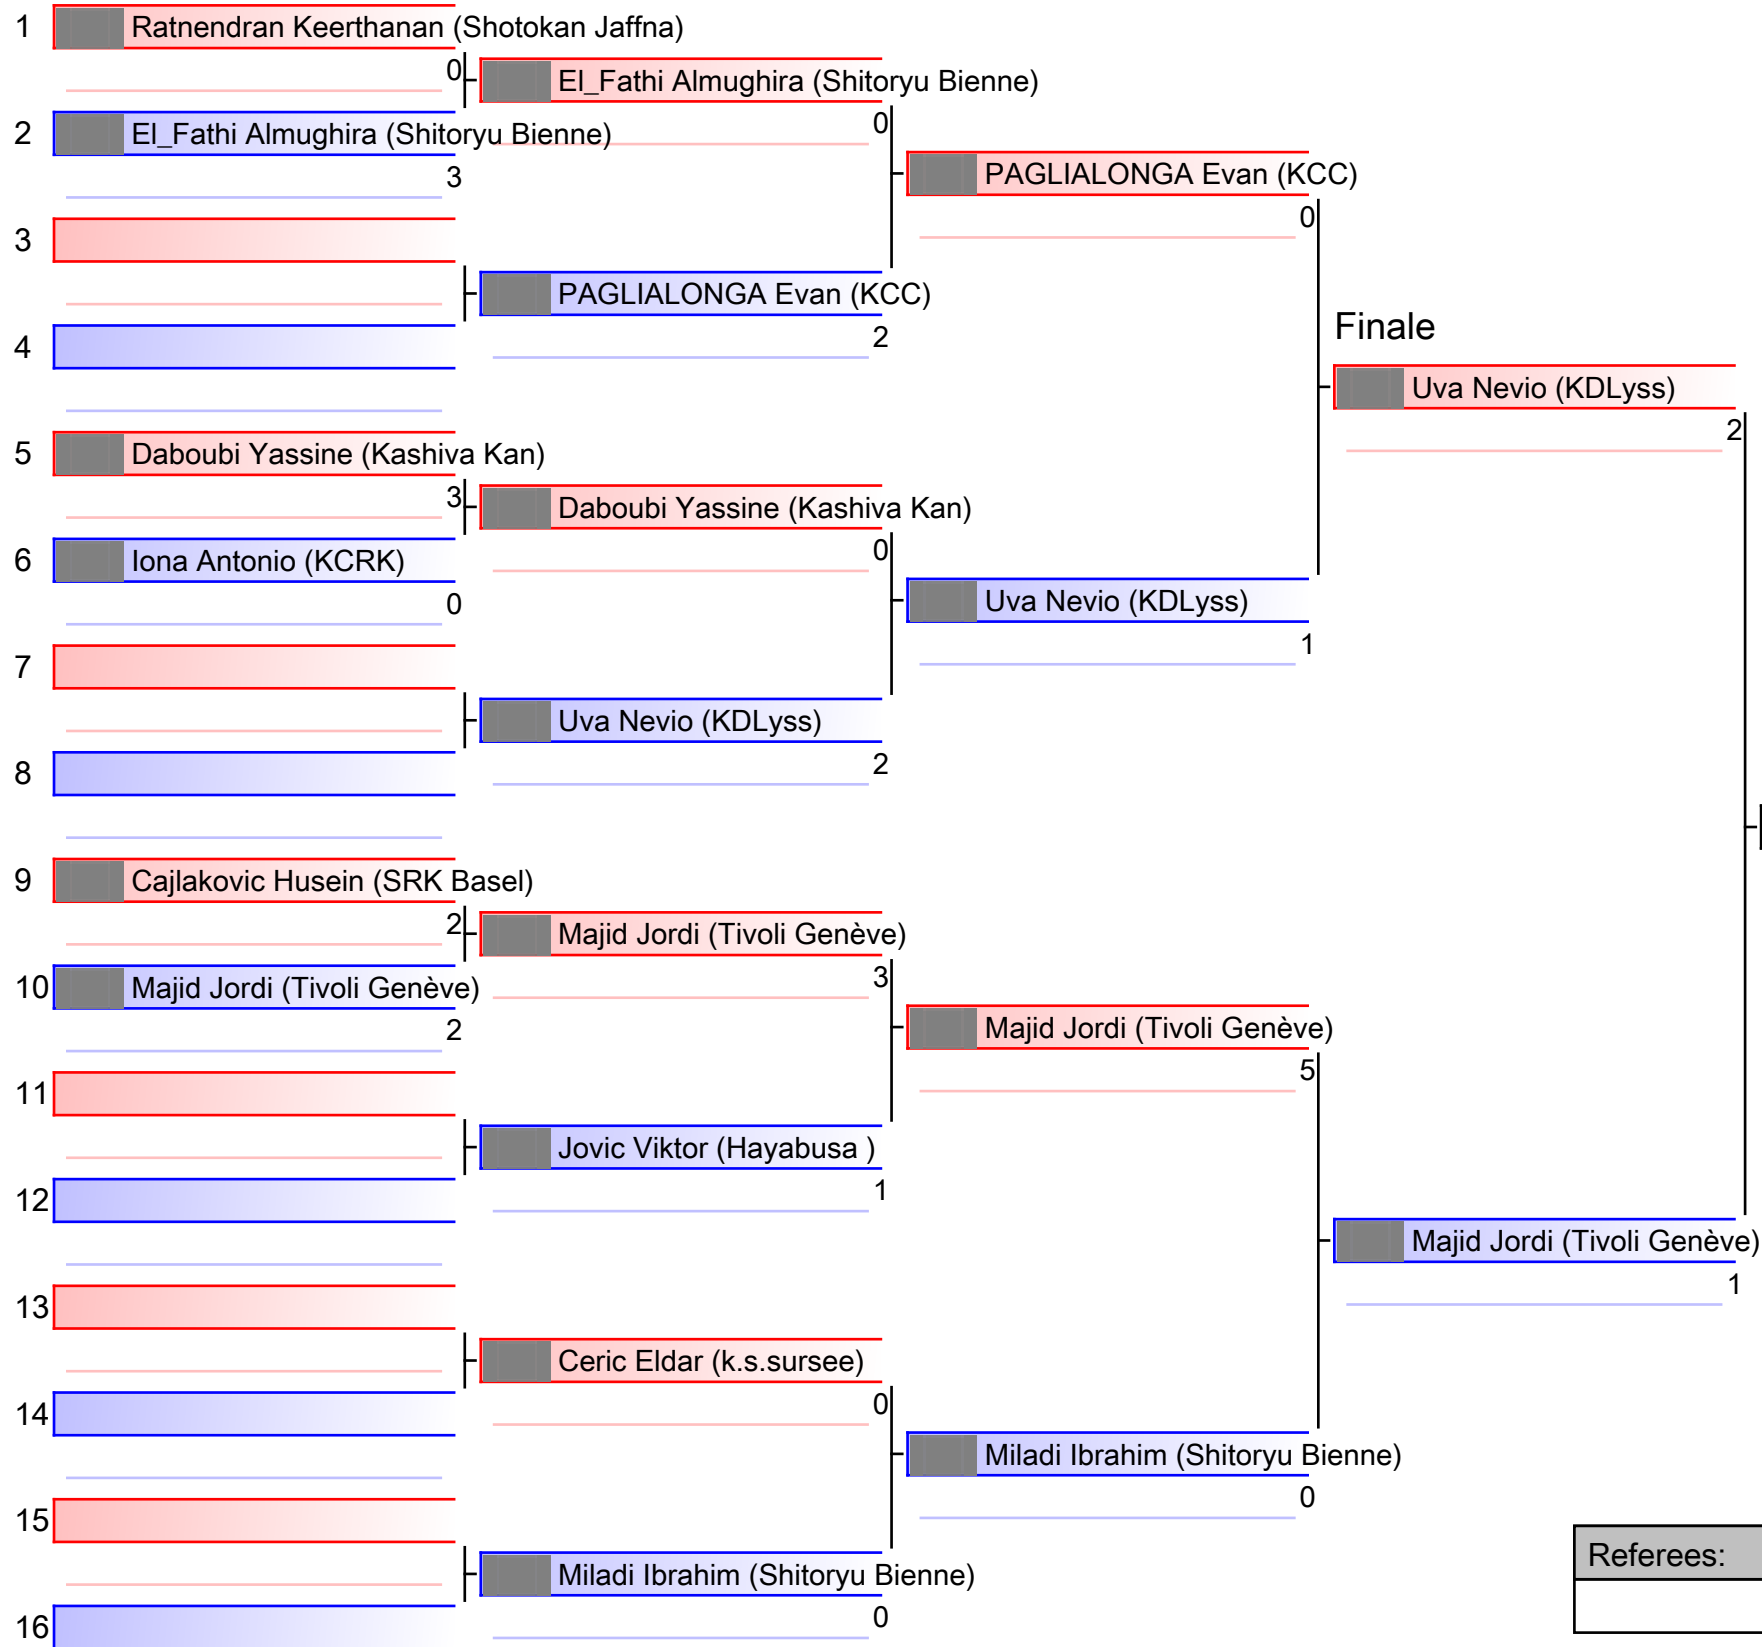 1 Ratnendran Keerthanan (Shotokan Jaffna)
0 El_Fathi Almughira (Shitoryu Bienne)
2 El_Fathi Almughira (Shitoryu Bienne) 0
3 PAGLIALONGA Evan (KCC)
3 0
PAGLIALONGA Evan (KCC)
4 2 Finale
Uva Nevio (KDLyss)
5 Daboubi Yassine (Kashiva Kan) 2
3 Daboubi Yassine (Kashiva Kan)
6 Iona Antonio (KCRK) 0
0 Uva Nevio (KDLyss)
7 1
Uva Nevio (KDLyss)
8 2
9 Cajlakovic Husein (SRK Basel)
2 Majid Jordi (Tivoli Genève)
10 Majid Jordi (Tivoli Genève) 3
2 Majid Jordi (Tivoli Genève)
11 5
Jovic Viktor (Hayabusa )
12 1
Majid Jordi (Tivoli Genève)
13 1
Ceric Eldar (k.s.sursee)
14 0
Miladi Ibrahim (Shitoryu Bienne)
15 0
Referees:
Miladi Ibrahim (Shitoryu Bienne)
16 0